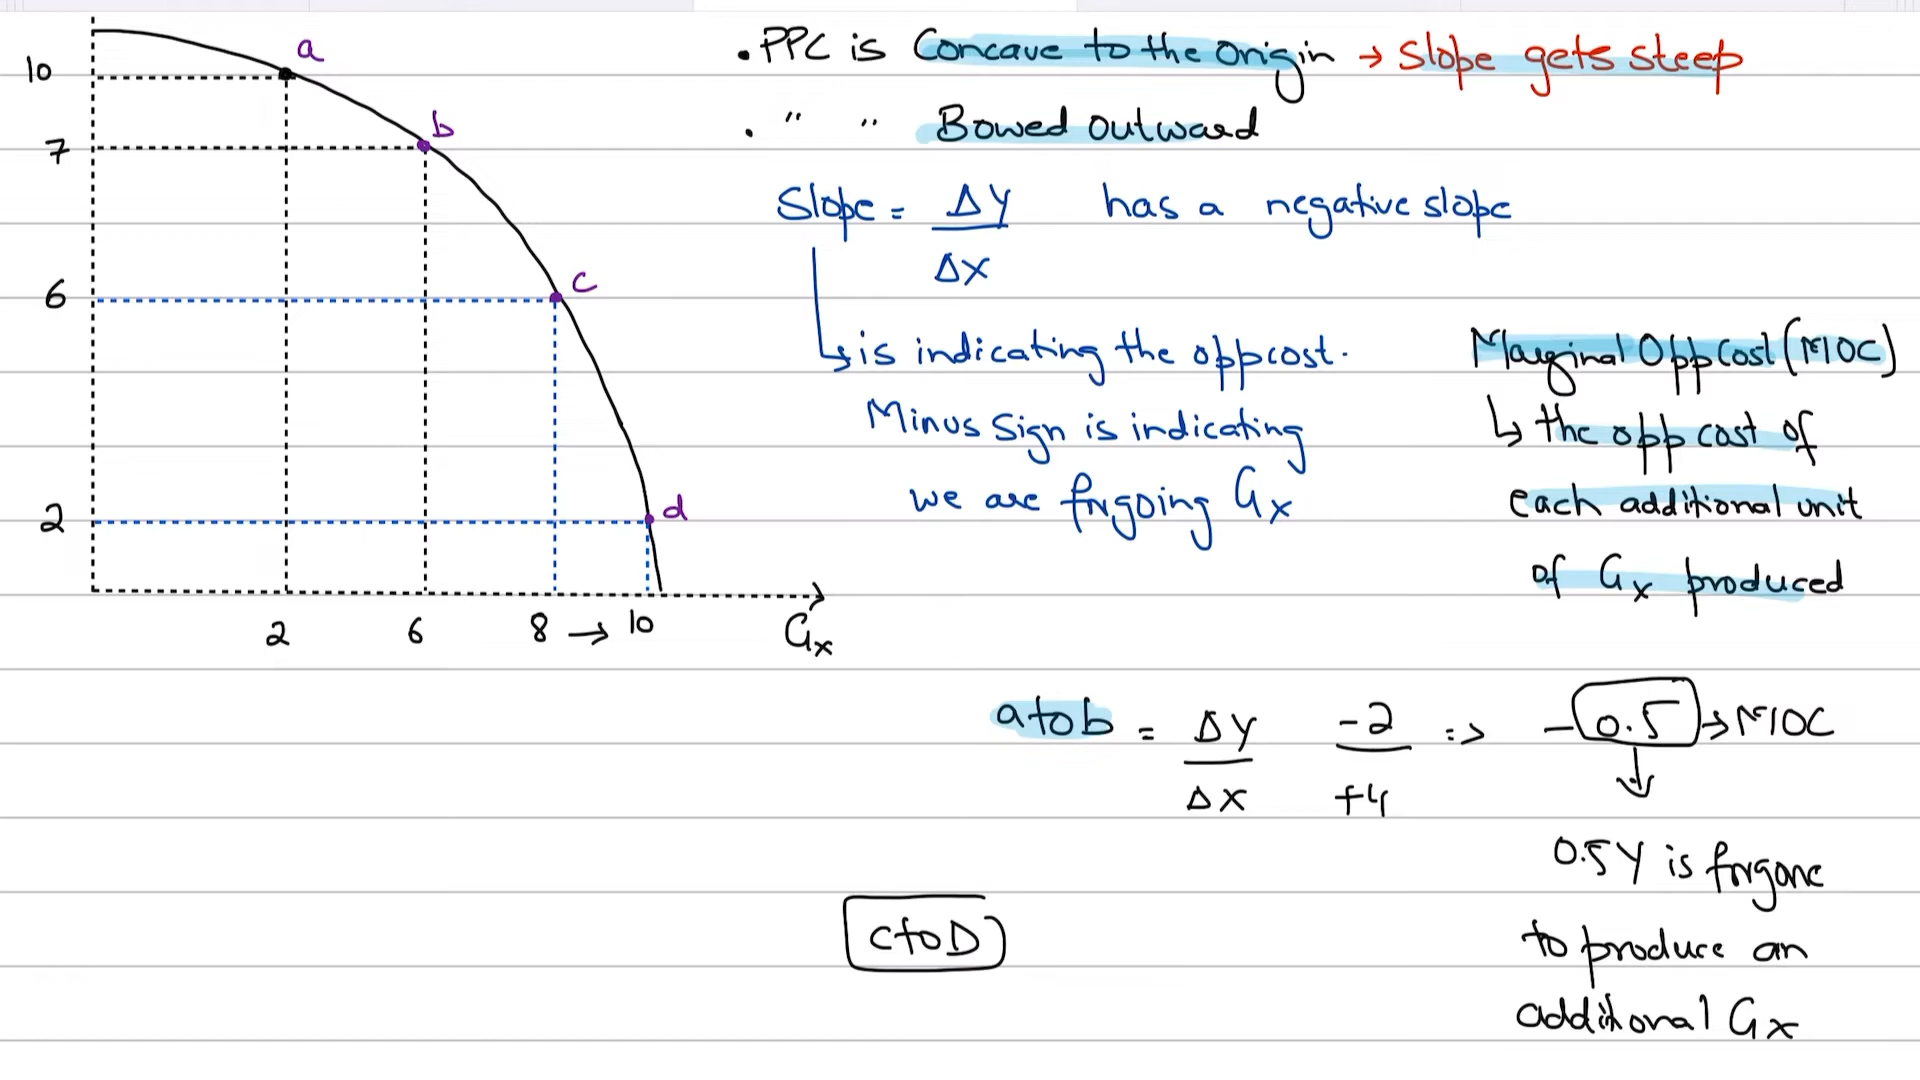 a
10
b
7
c
6
d
2
2 6 8 → 10 Gx
• PPC is Concave to the Origin → Slope gets steep
• " " Bowed Outward
Slope = ΔY / ΔX has a negative slope
↳ is indicating the opp cost.
Minus Sign is indicating
we are forgoing Gx
Marginal Opp Cost (MOC)
↳ the opp cost of
each additional unit
of Gx produced
a to b = ΔY / ΔX -2 / +4 => -0.5 → MOC
↓
0.5Y is forgone
to produce an
additional Gx
C to D